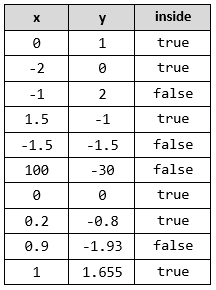 x y inside
0 1 true
-2 0 true
-1 2 false
1.5 -1 true
-1.5 -1.5 false
100 -30 false
0 0 true
0.2 -0.8 true
0.9 -1.93 false
1 1.655 true